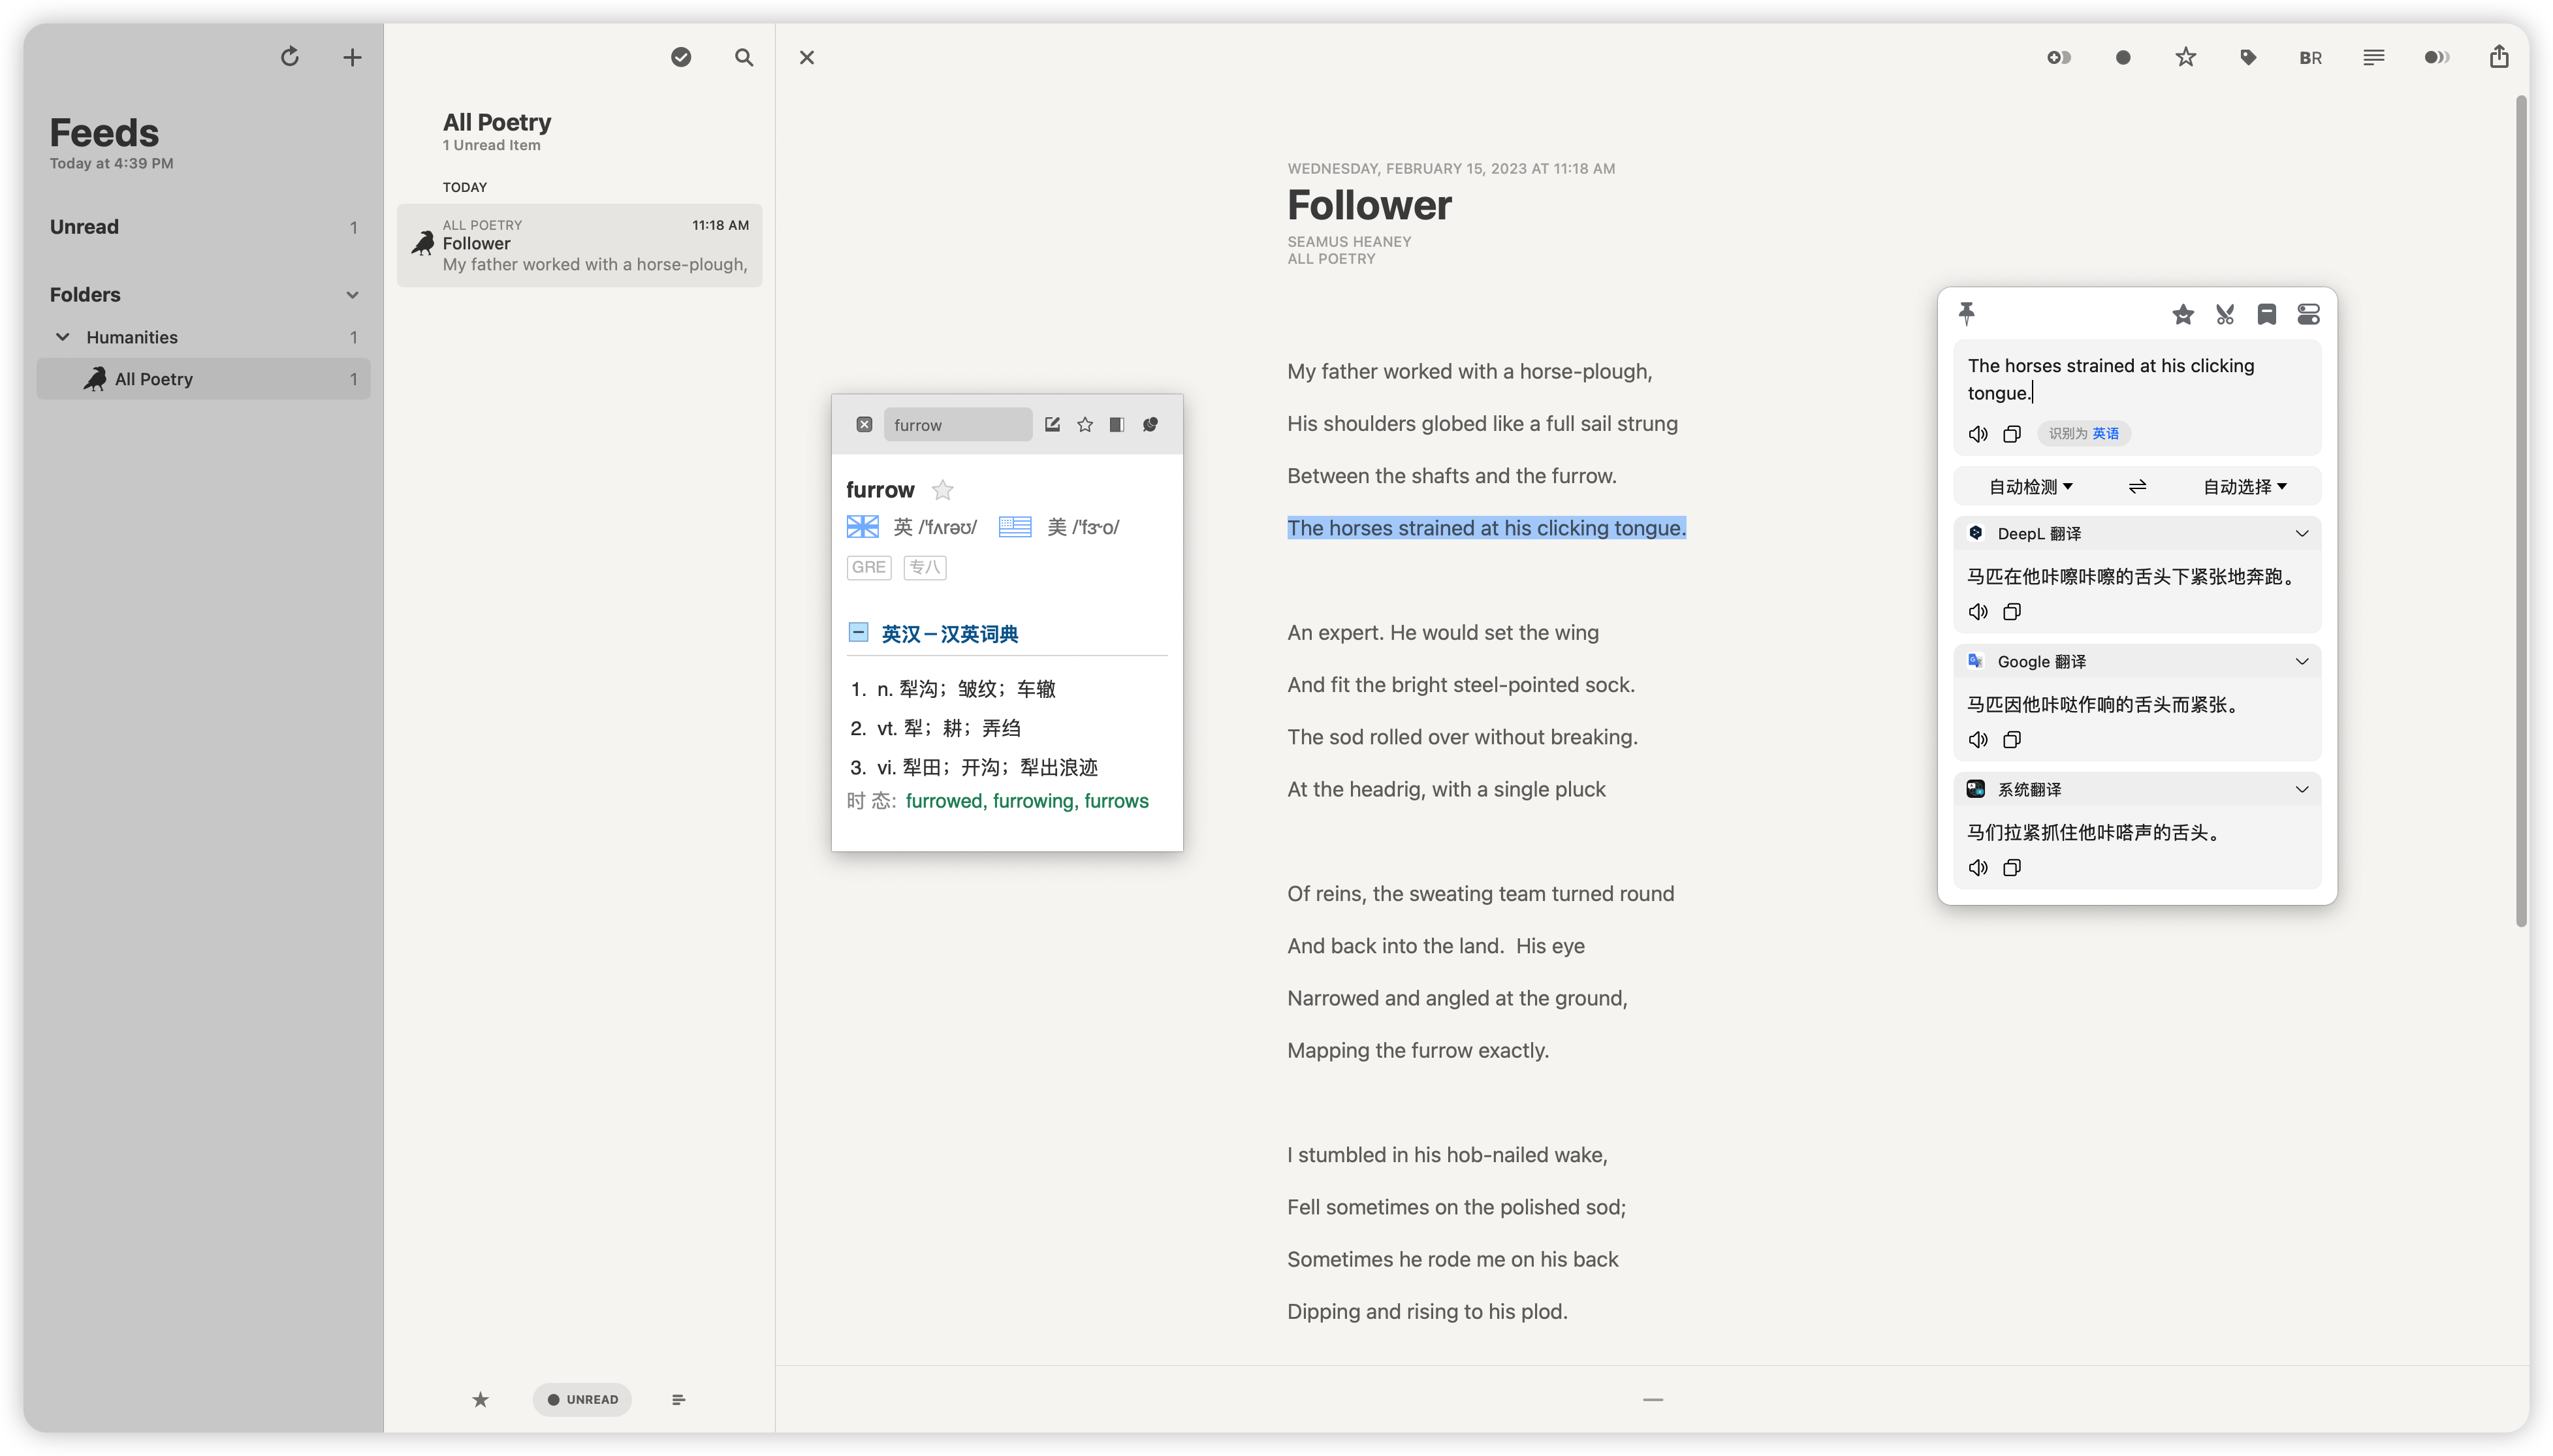 Feeds
Today at 4:39 PM
Unread 1
Folders
Humanities 1
All Poetry 1
All Poetry
1 Unread Item
TODAY
ALL POETRY 11:18 AM
Follower
My father worked with a horse-plough,
UNREAD
BR
WEDNESDAY, FEBRUARY 15, 2023 AT 11:18 AM
Follower
SEAMUS HEANEY
ALL POETRY
My father worked with a horse-plough,
His shoulders globed like a full sail strung
Between the shafts and the furrow.
The horses strained at his clicking tongue.
An expert. He would set the wing
And fit the bright steel-pointed sock.
The sod rolled over without breaking.
At the headrig, with a single pluck
Of reins, the sweating team turned round
And back into the land.  His eye
Narrowed and angled at the ground,
Mapping the furrow exactly.
I stumbled in his hob-nailed wake,
Fell sometimes on the polished sod;
Sometimes he rode me on his back
Dipping and rising to his plod.
furrow
furrow
英 /ˈfʌrəʊ/ 美 /ˈfɝo/
GRE 专八
英汉－汉英词典
1. n. 犁沟；皱纹；车辙
2. vt. 犁；耕；弄绉
3. vi. 犁田；开沟；犁出浪迹
时 态: furrowed, furrowing, furrows
The horses strained at his clicking
tongue.
识别为 英语
自动检测 自动选择
DeepL 翻译
马匹在他咔嚓咔嚓的舌头下紧张地奔跑。
Google 翻译
马匹因他咔哒作响的舌头而紧张。
系统翻译
马们拉紧抓住他咔嗒声的舌头。